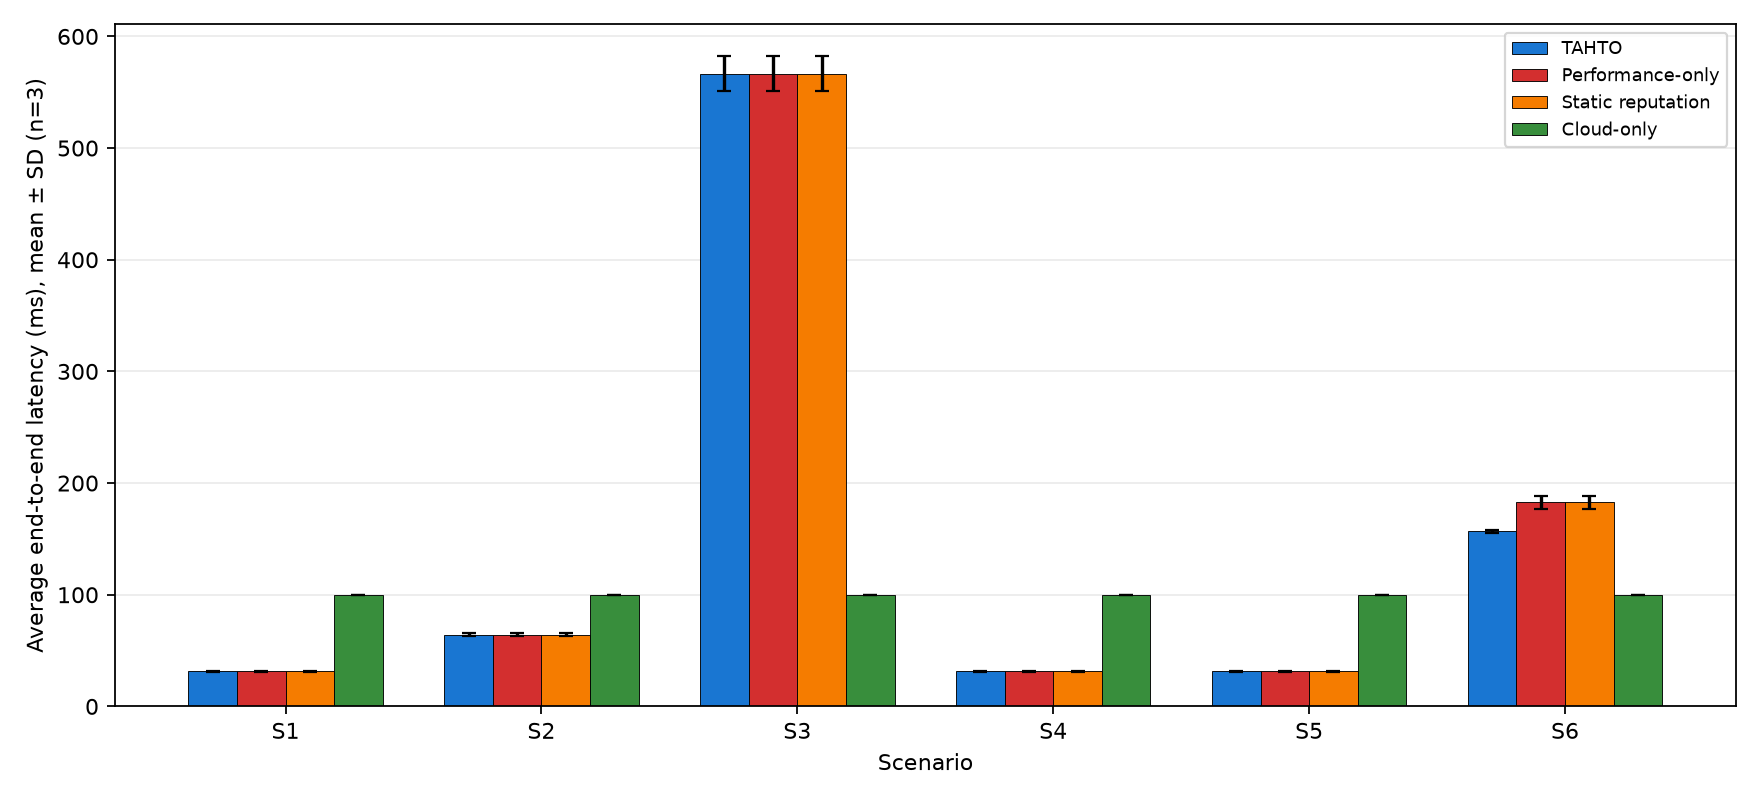 Average end-to-end latency (ms), mean ± SD (n=3)
600
500
400
300
200
100
0
TAHTO
Performance-only
Static reputation
Cloud-only
S1
S2
S3
S4
S5
S6
Scenario